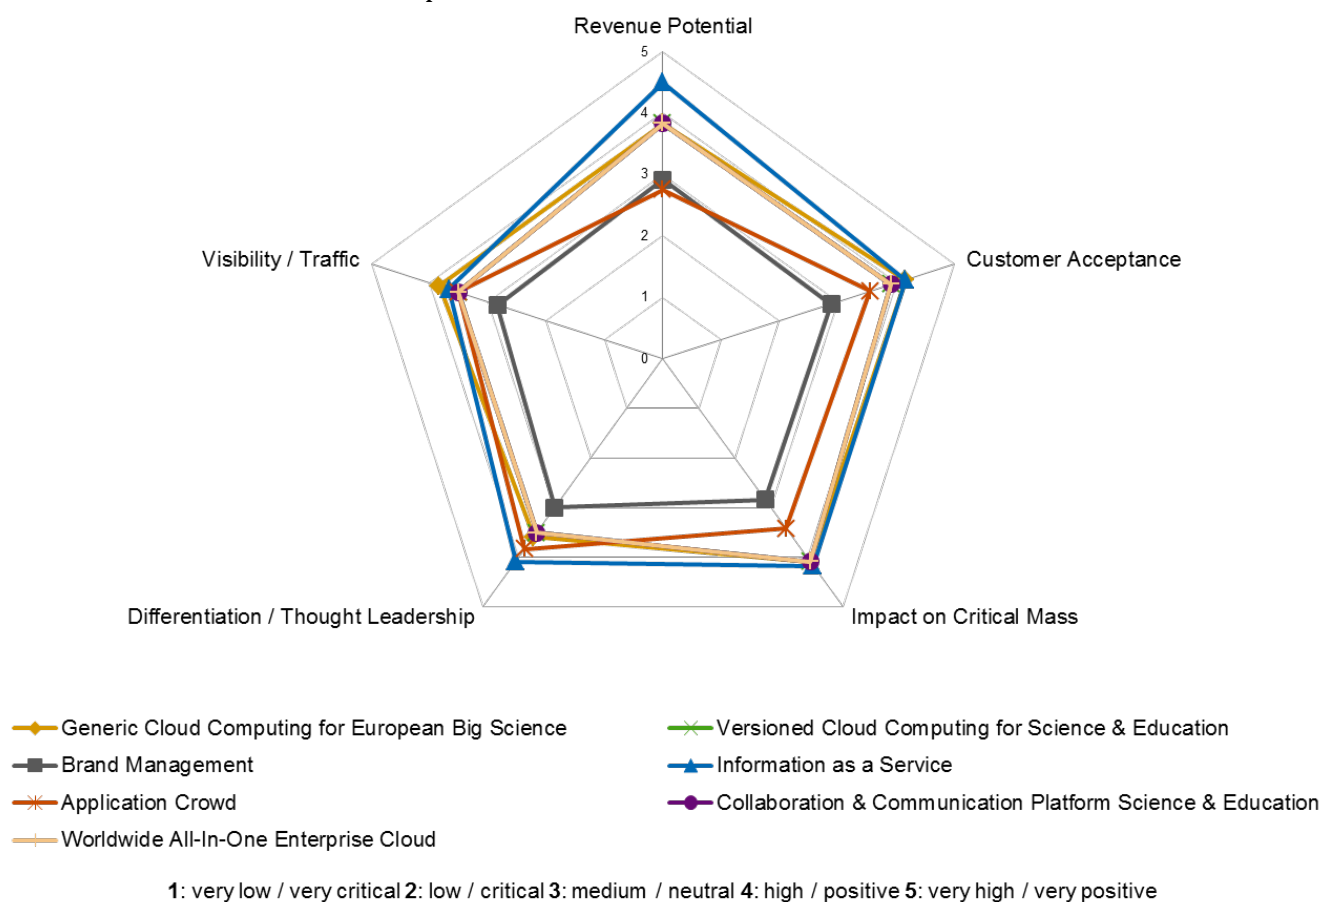 Revenue Potential
5
4
3
2
1
0
Visibility / Traffic
Customer Acceptance
Differentiation / Thought Leadership
Impact on Critical Mass
Generic Cloud Computing for European Big Science
Versioned Cloud Computing for Science & Education
Brand Management
Information as a Service
Application Crowd
Collaboration & Communication Platform Science & Education
Worldwide All-In-One Enterprise Cloud
1: very low / very critical 2: low / critical 3: medium / neutral 4: high / positive 5: very high / very positive